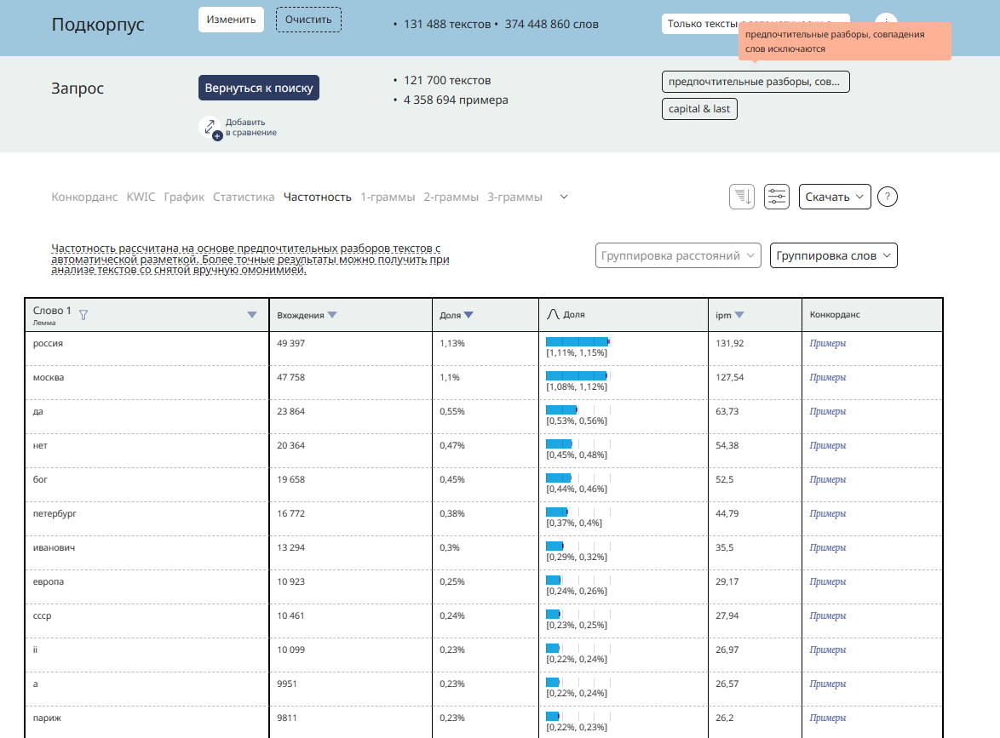 Подкорпус
Изменить
Очистить
• 131 488 текстов • 374 448 860 слов
Только тексты
предпочтительные разборы, совпадения
слов исключаются
Запрос
Вернуться к поиску
• 121 700 текстов
• 4 358 694 примера
предпочтительные разборы, сов...
capital & last
Добавить
в сравнение
Конкорданс KWIC График Статистика Частотность 1-граммы 2-граммы 3-граммы
Скачать
?
Частотность рассчитана на основе предпочтительных разборов текстов с
автоматической разметкой. Более точные результаты можно получить при
анализе текстов со снятой вручную омонимией.
Группировка расстояний
Группировка слов
Слово 1 Вхождения Доля Доля ipm Конкорданс
Лемма
россия 49 397 1,13% 131,92 Примеры
[1,11%, 1,15%]
москва 47 758 1,1% 127,54 Примеры
[1,08%, 1,12%]
да 23 864 0,55% 63,73 Примеры
[0,53%, 0,56%]
нет 20 364 0,47% 54,38 Примеры
[0,45%, 0,48%]
бог 19 658 0,45% 52,5 Примеры
[0,44%, 0,46%]
петербург 16 772 0,38% 44,79 Примеры
[0,37%, 0,4%]
иванович 13 294 0,3% 35,5 Примеры
[0,29%, 0,32%]
европа 10 923 0,25% 29,17 Примеры
[0,24%, 0,26%]
ссср 10 461 0,24% 27,94 Примеры
[0,23%, 0,25%]
ii 10 099 0,23% 26,97 Примеры
[0,22%, 0,24%]
а 9951 0,23% 26,57 Примеры
[0,22%, 0,24%]
париж 9811 0,23% 26,2 Примеры
[0,22%, 0,23%]